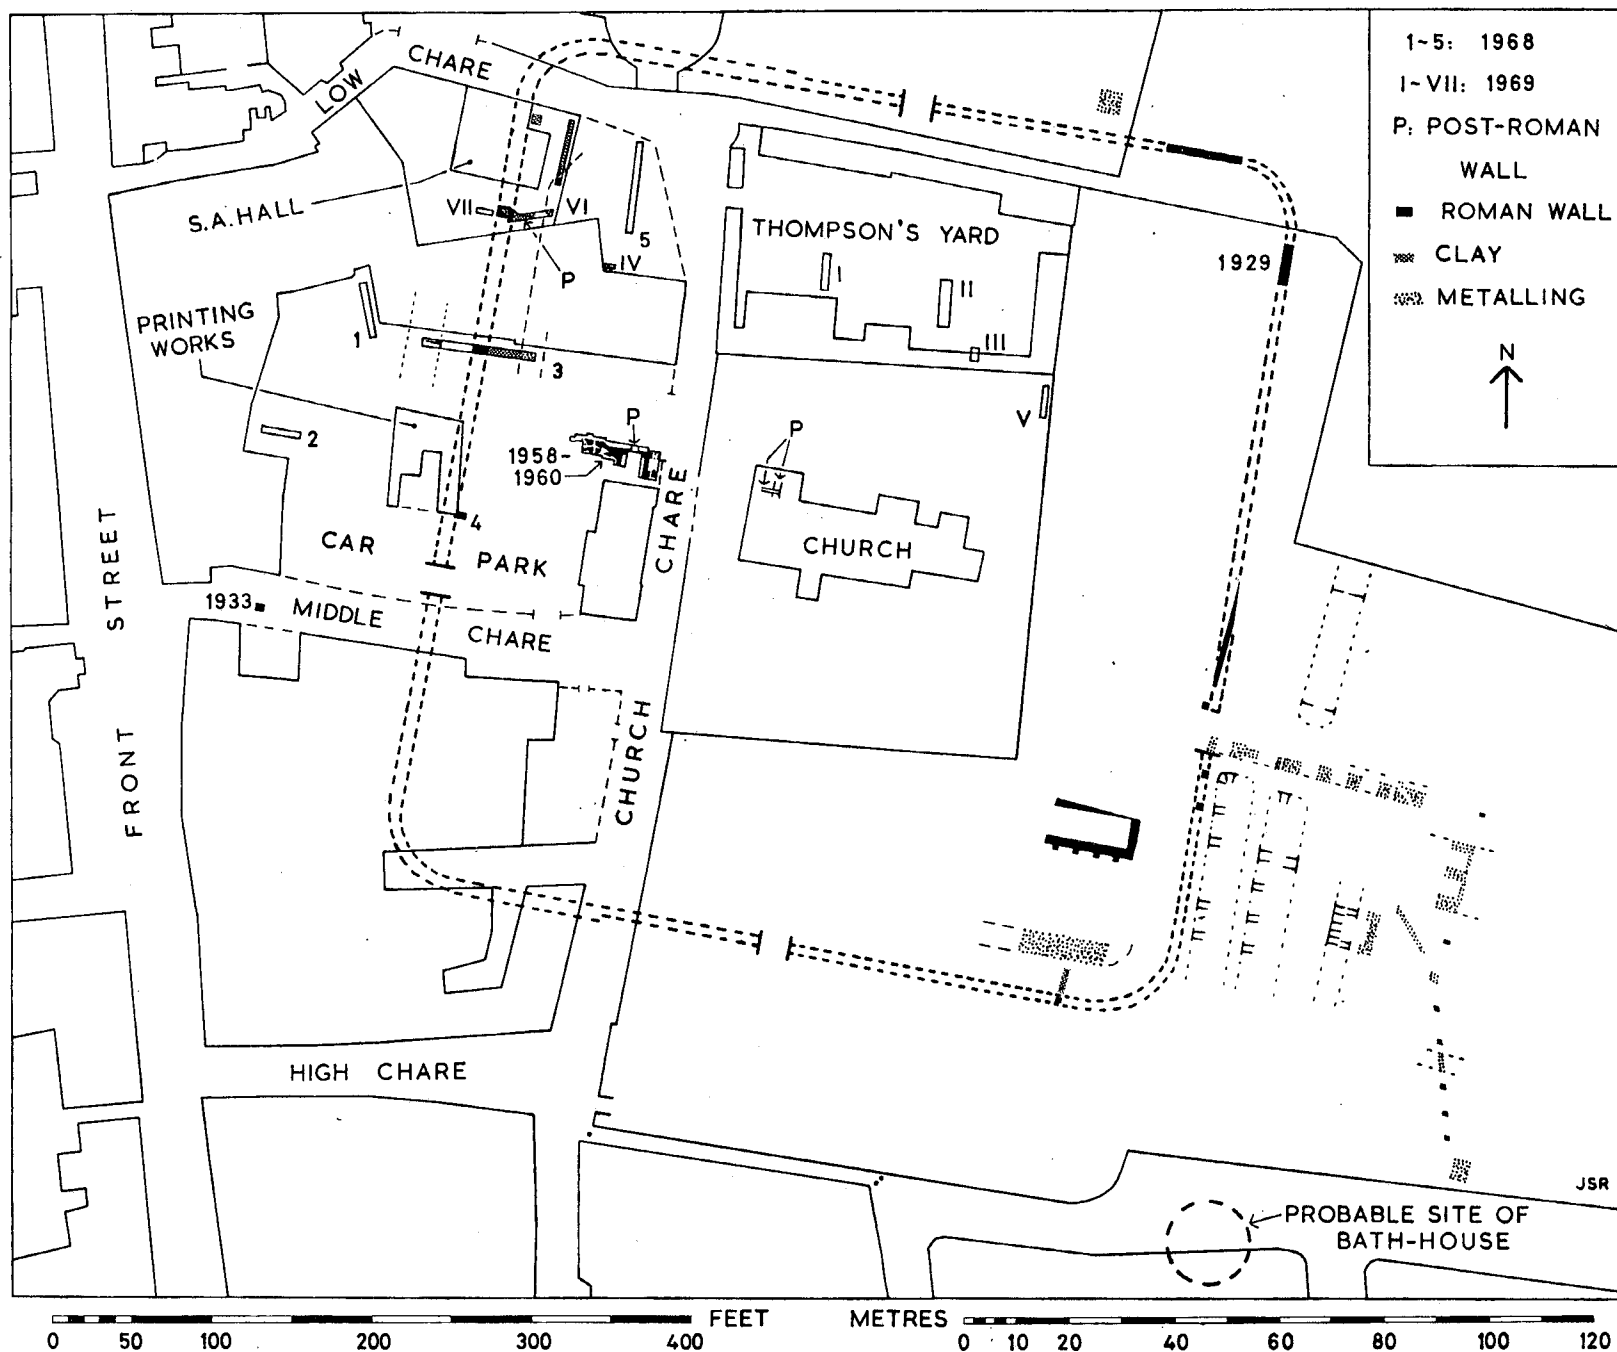 1~5: 1968
I~VII: 1969
P: POST-ROMAN
WALL
ROMAN WALL
CLAY
METALLING
N
LOW
CHARE
S.A. HALL
VII
VI
5
IV
P
THOMPSON'S YARD
I
II
III
1929
PRINTING
WORKS
1
3
2
P
1958-
1960
P
V
4
CAR
PARK
CHURCH
CHARE
STREET
1933
MIDDLE
CHARE
FRONT
CHURCH
HIGH CHARE
JSR
PROBABLE SITE OF
BATH-HOUSE
FEET
METRES
0 50 100 200 300 400
0 10 20 40 60 80 100 120